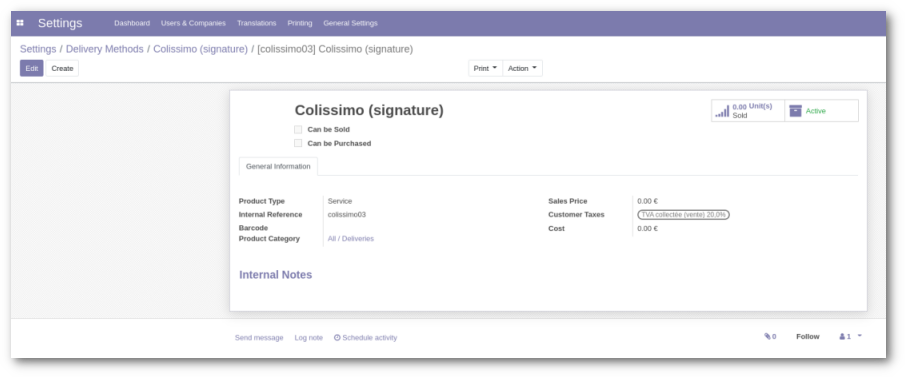 Settings Dashboard Users & Companies Translations Printing General Settings
Settings / Delivery Methods / Colissimo (signature) / [colissimo03] Colissimo (signature)
Edit Create Print Action
Colissimo (signature)
0.00 Unit(s)
Sold
Active
Can be Sold
Can be Purchased
General Information
Product Type Service
Internal Reference colissimo03
Barcode
Product Category All / Deliveries
Sales Price 0.00 €
Customer Taxes TVA collectée (vente) 20,0%
Cost 0.00 €
Internal Notes
Send message Log note Schedule activity 0 Follow 1